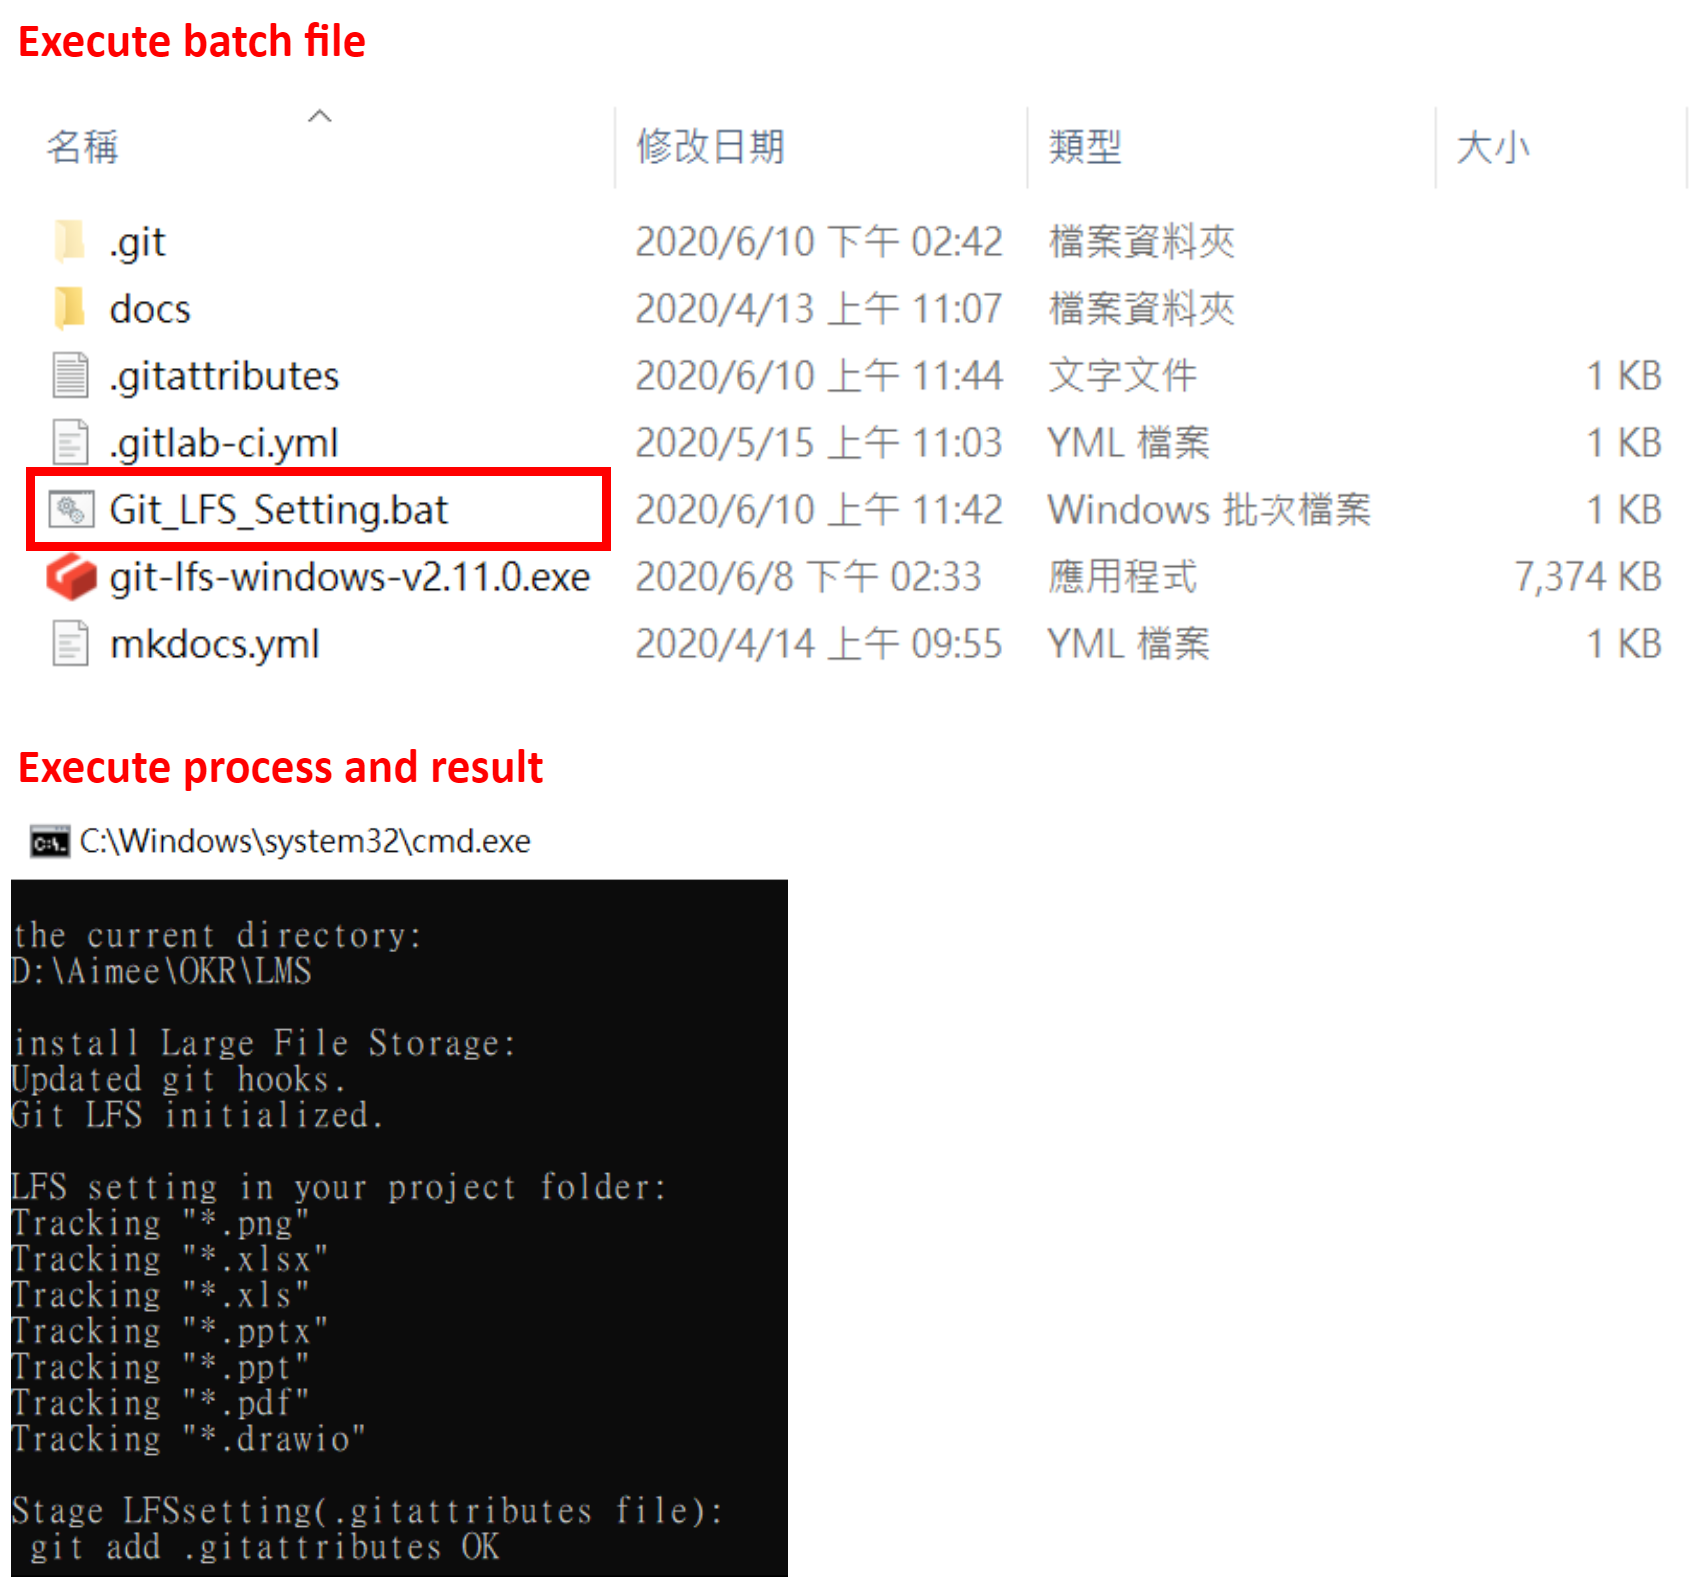 Execute batch file
名稱 修改日期 類型 大小
.git 2020/6/10 下午 02:42 檔案資料夾
docs 2020/4/13 上午 11:07 檔案資料夾
.gitattributes 2020/6/10 上午 11:44 文字文件 1 KB
.gitlab-ci.yml 2020/5/15 上午 11:03 YML 檔案 1 KB
Git_LFS_Setting.bat 2020/6/10 上午 11:42 Windows 批次檔案 1 KB
git-lfs-windows-v2.11.0.exe 2020/6/8 下午 02:33 應用程式 7,374 KB
mkdocs.yml 2020/4/14 上午 09:55 YML 檔案 1 KB
Execute process and result
C:\Windows\system32\cmd.exe
the current directory:
D:\Aimee\OKR\LMS
install Large File Storage:
Updated git hooks.
Git LFS initialized.
LFS setting in your project folder:
Tracking "*.png"
Tracking "*.xlsx"
Tracking "*.xls"
Tracking "*.pptx"
Tracking "*.ppt"
Tracking "*.pdf"
Tracking "*.drawio"
Stage LFSsetting(.gitattributes file):
git add .gitattributes OK